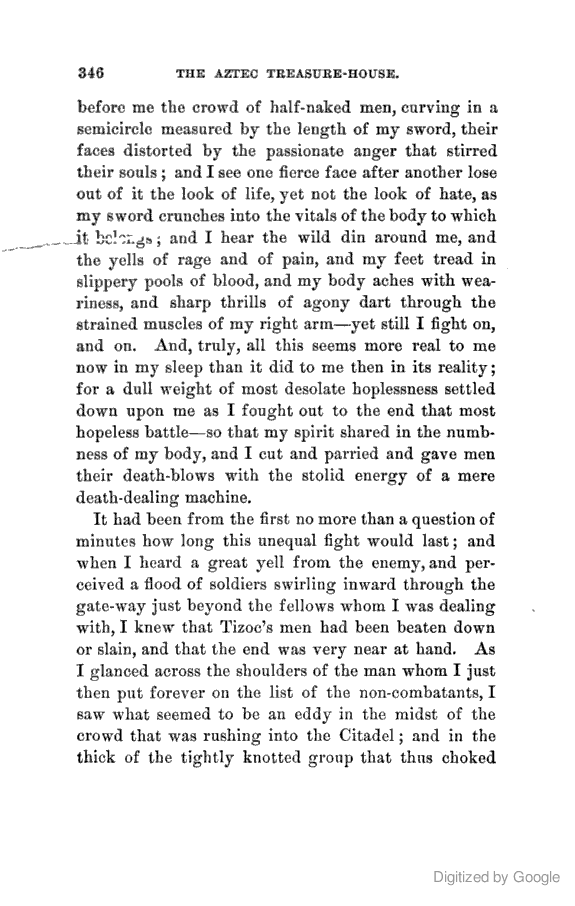 346 THE AZTEC TREASURE-HOUSE.
before me the crowd of half-naked men, curving in a
semicircle measured by the length of my sword, their
faces distorted by the passionate anger that stirred
their souls; and I see one fierce face after another lose
out of it the look of life, yet not the look of hate, as
my sword crunches into the vitals of the body to which
it belongs; and I hear the wild din around me, and
the yells of rage and of pain, and my feet tread in
slippery pools of blood, and my body aches with wea-
riness, and sharp thrills of agony dart through the
strained muscles of my right arm—yet still I fight on,
and on. And, truly, all this seems more real to me
now in my sleep than it did to me then in its reality;
for a dull weight of most desolate hoplessness settled
down upon me as I fought out to the end that most
hopeless battle—so that my spirit shared in the numb-
ness of my body, and I cut and parried and gave men
their death-blows with the stolid energy of a mere
death-dealing machine.
It had been from the first no more than a question of
minutes how long this unequal fight would last; and
when I heard a great yell from the enemy, and per-
ceived a flood of soldiers swirling inward through the
gate-way just beyond the fellows whom I was dealing
with, I knew that Tizoc's men had been beaten down
or slain, and that the end was very near at hand. As
I glanced across the shoulders of the man whom I just
then put forever on the list of the non-combatants, I
saw what seemed to be an eddy in the midst of the
crowd that was rushing into the Citadel; and in the
thick of the tightly knotted group that thus choked
Digitized by Google